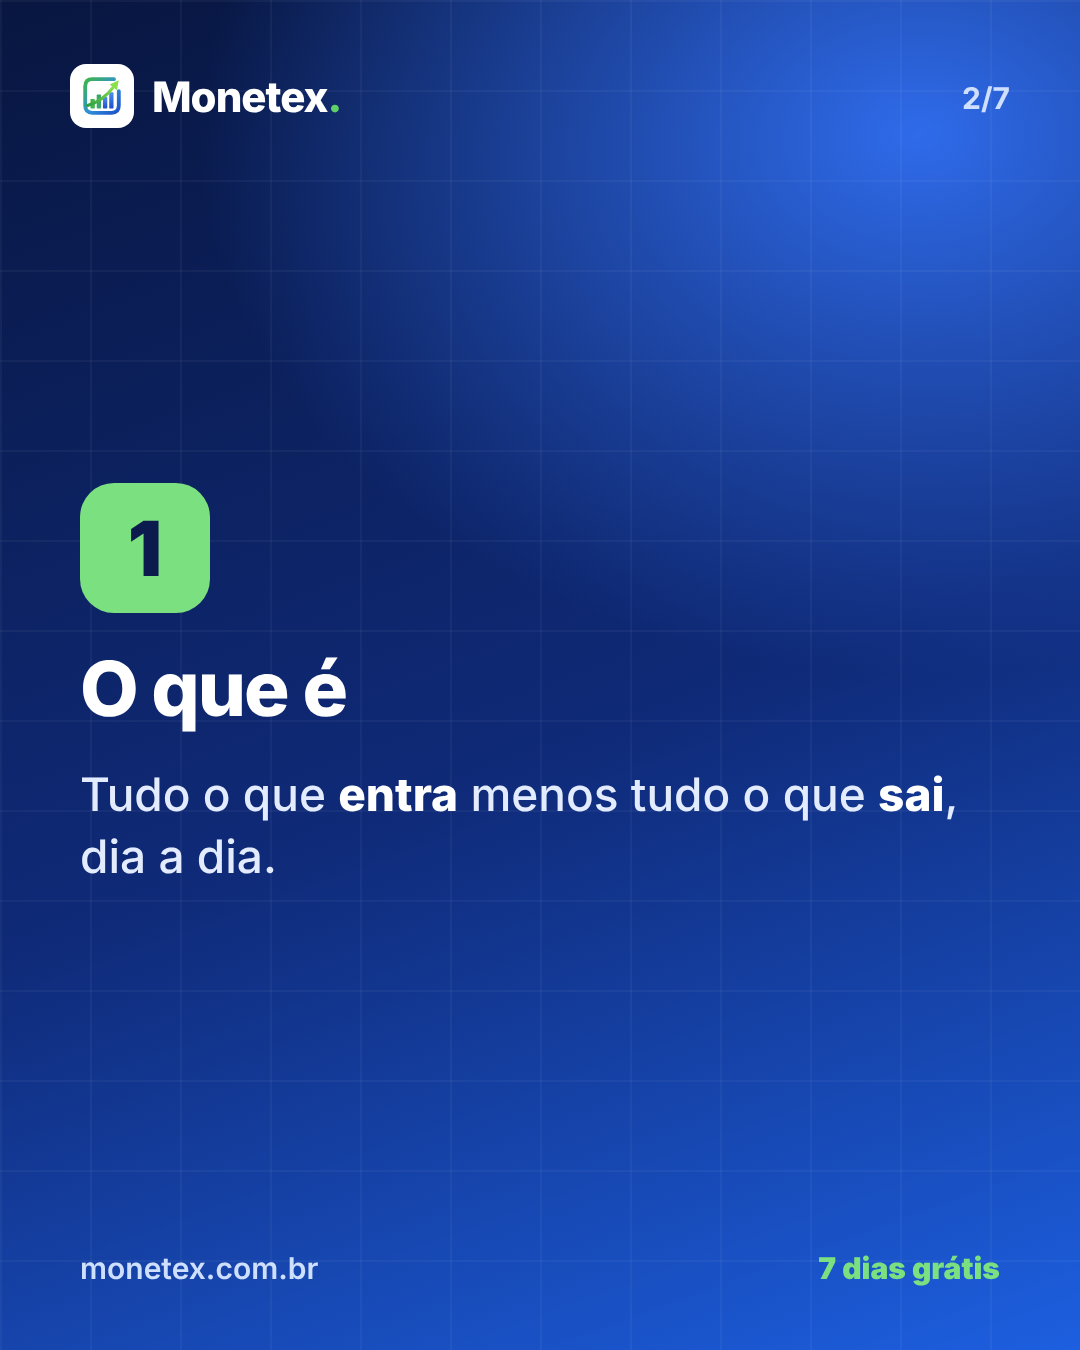 Monetex.
2/7
1
O que é
Tudo o que entra menos tudo o que sai,
dia a dia.
monetex.com.br
7 dias grátis